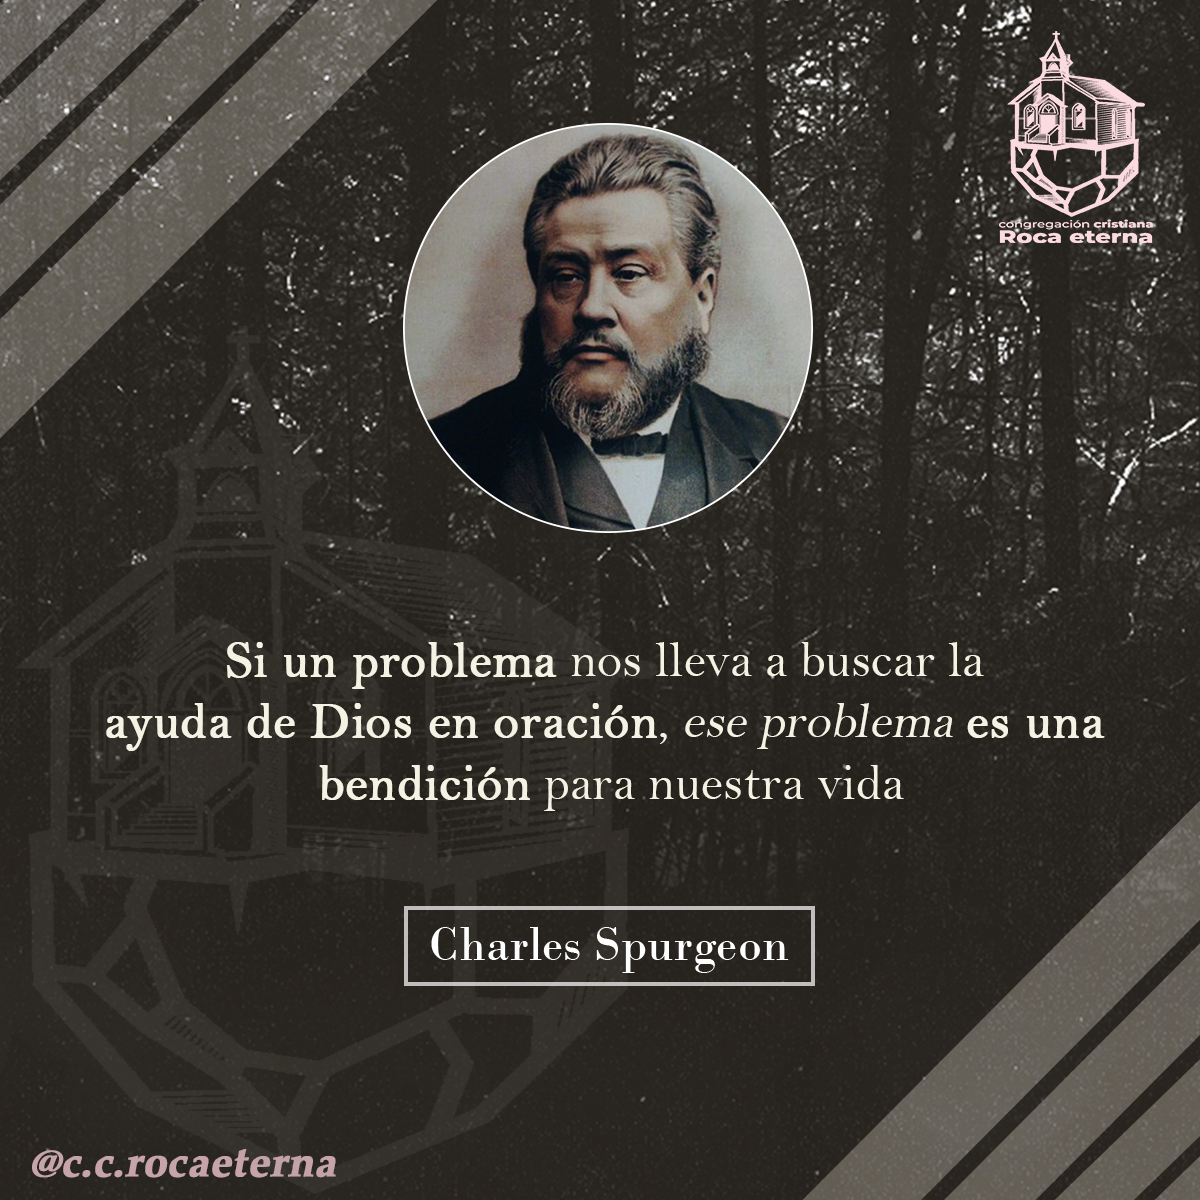 congregación cristiana
Roca eterna
Si un problema nos lleva a buscar la
ayuda de Dios en oración, ese problema es una
bendición para nuestra vida
Charles Spurgeon
@c.c.rocaeterna